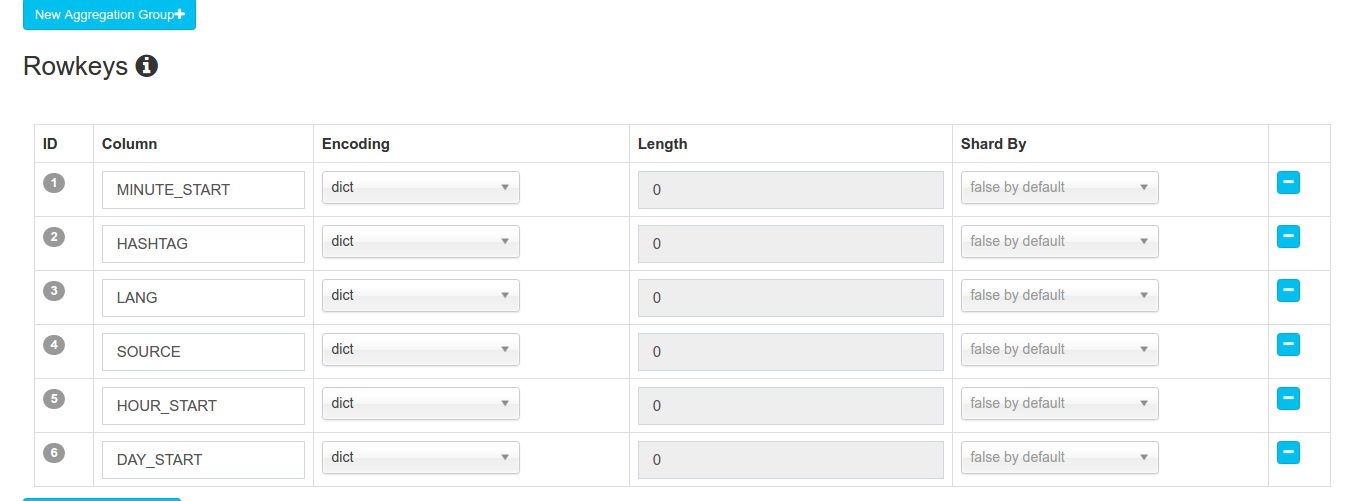 New Aggregation Group+
Rowkeys
ID Column Encoding Length Shard By
1 MINUTE_START dict 0 false by default
2 HASHTAG dict 0 false by default
3 LANG dict 0 false by default
4 SOURCE dict 0 false by default
5 HOUR_START dict 0 false by default
6 DAY_START dict 0 false by default